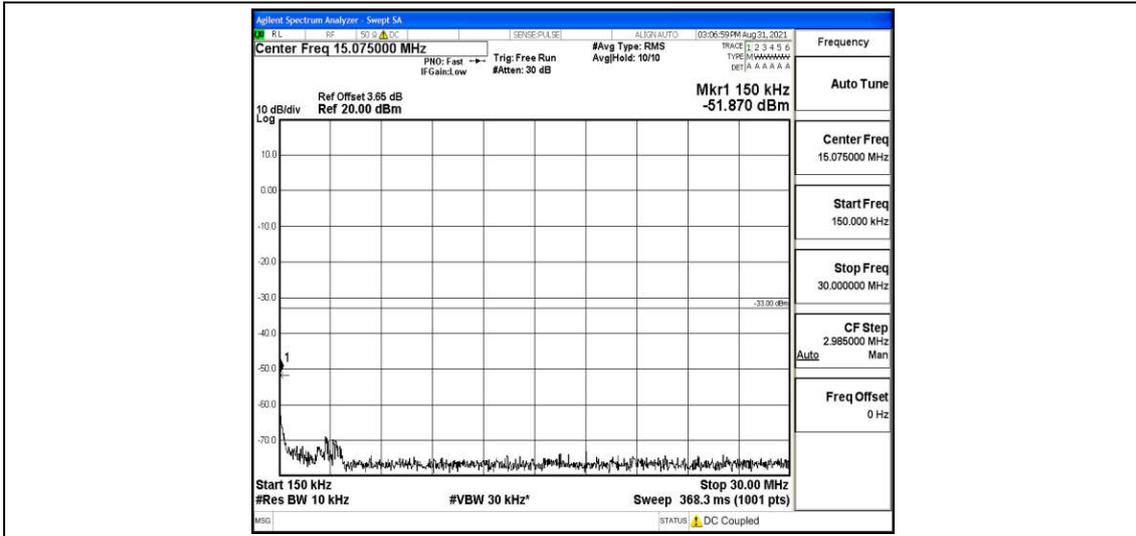 Agilent Spectrum Analyzer - Swept SA
RL RF 50 Ω DC SENSE:PULSE ALIGN AUTO 03:06:59 PM Aug 31, 2021
Center Freq 15.075000 MHz
PNO: Fast
IFGain:Low
Trig: Free Run
#Atten: 30 dB
#Avg Type: RMS
Avg|Hold: 10/10
TRACE 1 2 3 4 5 6
TYPE M W W W W W
DET A A A A A A
Mkr1 150 kHz
-51.870 dBm
Ref Offset 3.65 dB
10 dB/div Ref 20.00 dBm
Log
10.0
0.00
-10.0
-20.0
-30.0
-33.00 dBm
-40.0
1
-50.0
-60.0
-70.0
Start 150 kHz Stop 30.00 MHz
#Res BW 10 kHz #VBW 30 kHz* Sweep 368.3 ms (1001 pts)
MSG STATUS DC Coupled
Frequency
Auto Tune
Center Freq
15.075000 MHz
Start Freq
150.000 kHz
Stop Freq
30.000000 MHz
CF Step
2.985000 MHz
Auto Man
Freq Offset
0 Hz